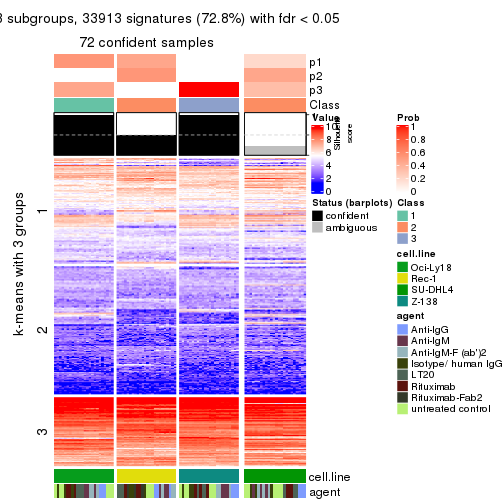 3 subgroups, 33913 signatures (72.8%) with fdr < 0.05
72 confident samples
p1
p2
p3
Class
Silhouette
score
k-means with 3 groups
1
2
3
cell.line
agent
Value
10
8
6
4
2
0
Prob
1
0.8
0.6
0.4
0.2
0
Status (barplots)
confident
ambiguous
Class
1
2
3
cell.line
Oci-Ly18
Rec-1
SU-DHL4
Z-138
agent
Anti-IgG
Anti-IgM
Anti-IgM-F (ab')2
Isotype/ human IgG
LT20
Rituximab
Rituximab-Fab2
untreated control